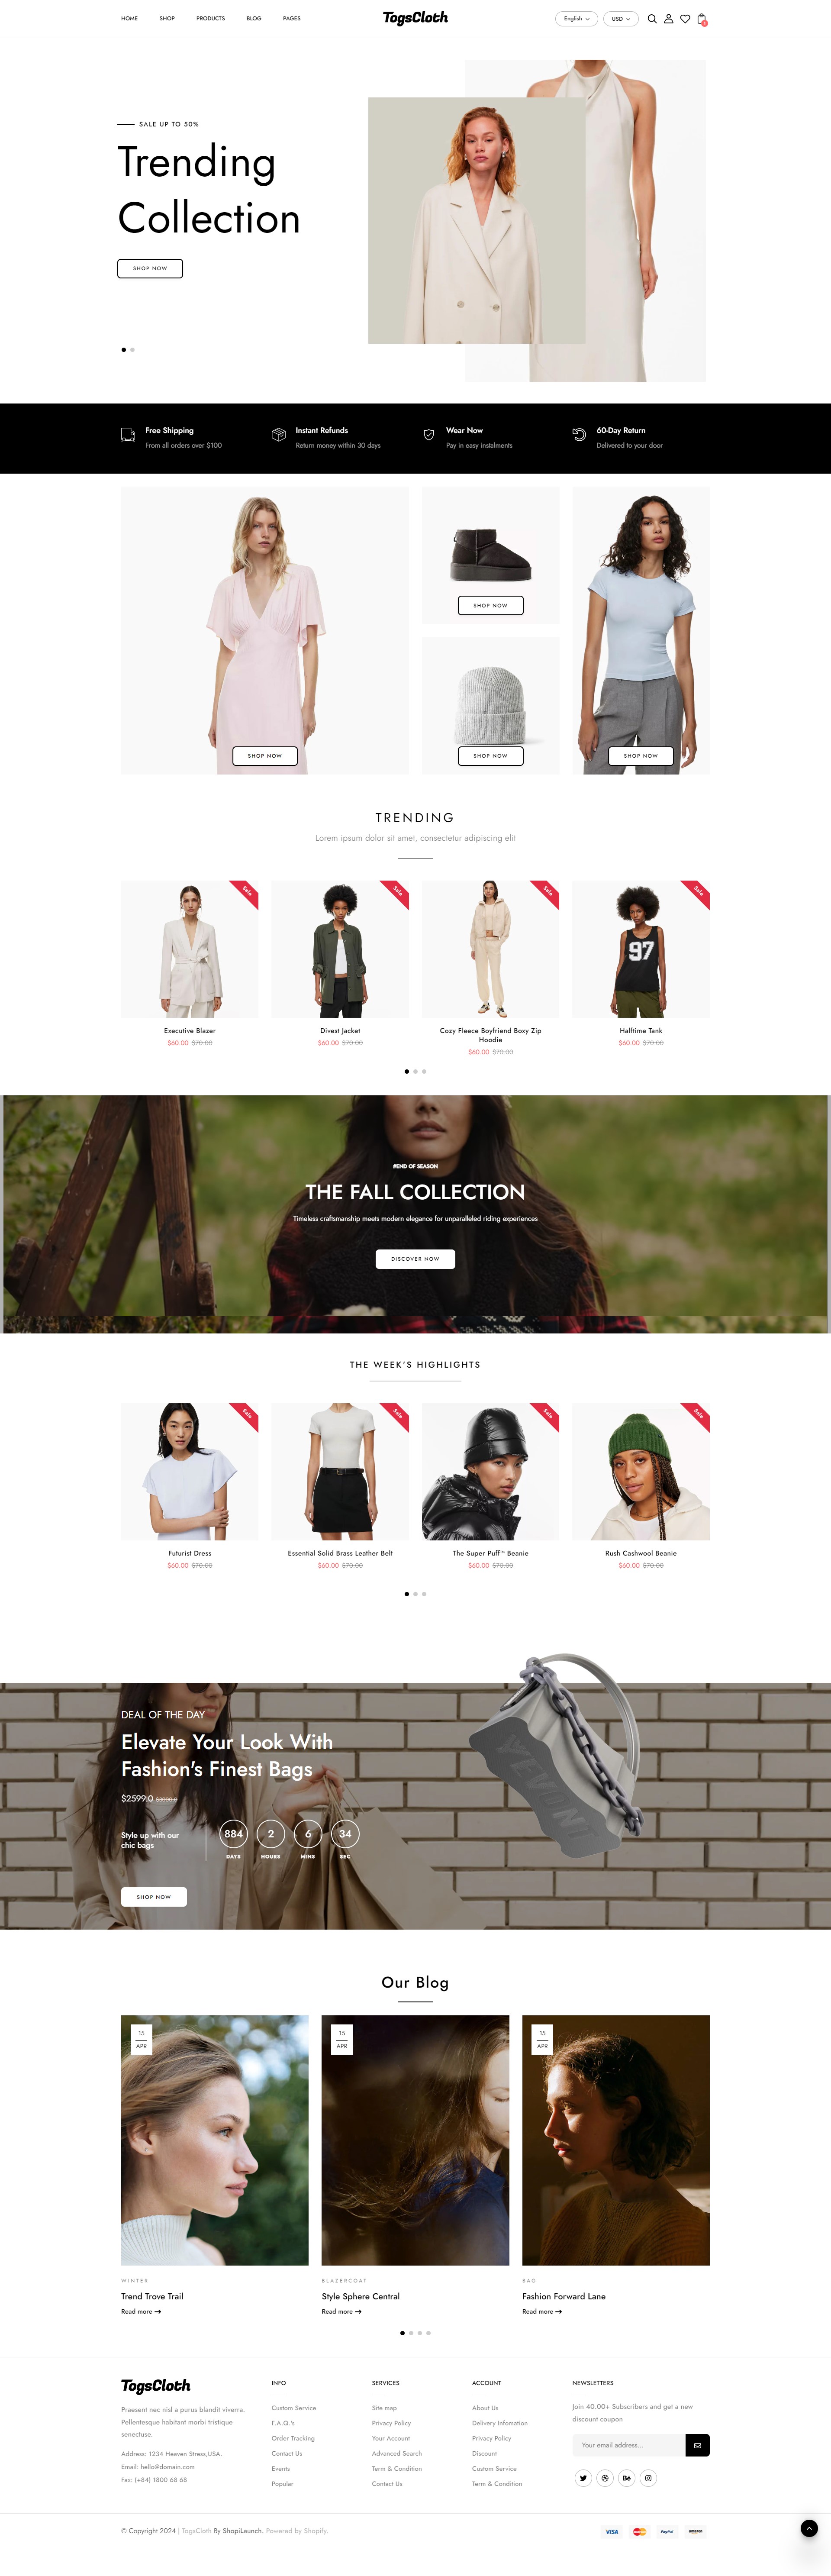 HOME SHOP PRODUCTS BLOG PAGES
TogsCloth
English USD
SALE UP TO 50%
Trending
Collection
SHOP NOW
Free Shipping
From all orders over $100
Instant Refunds
Return money within 30 days
Wear Now
Pay in easy instalments
60-Day Return
Delivered to your door
SHOP NOW
SHOP NOW
SHOP NOW
SHOP NOW
TRENDING
Lorem ipsum dolor sit amet, consectetur adipiscing elit
Sale
Executive Blazer
$60.00 $70.00
Sale
Divest Jacket
$60.00 $70.00
Sale
Cozy Fleece Boyfriend Boxy Zip
Hoodie
$60.00 $70.00
Sale
97
Halftime Tank
$60.00 $70.00
#END OF SEASON
THE FALL COLLECTION
Timeless craftsmanship meets modern elegance for unparalleled riding experiences
DISCOVER NOW
THE WEEK'S HIGHLIGHTS
Sale
Futurist Dress
$60.00 $70.00
Sale
Essential Solid Brass Leather Belt
$60.00 $70.00
Sale
The Super Puff™ Beanie
$60.00 $70.00
Sale
Rush Cashwool Beanie
$60.00 $70.00
DEAL OF THE DAY
Elevate Your Look With
Fashion's Finest Bags
$2599.0 $3000.0
Style up with our
chic bags
884 2 6 34
DAYS HOURS MINS SEC
SHOP NOW
Our Blog
15
APR
WINTER
Trend Trove Trail
Read more
15
APR
BLAZERCOAT
Style Sphere Central
Read more
15
APR
BAG
Fashion Forward Lane
Read more
TogsCloth
Praesent nec nisl a purus blandit viverra.
Pellentesque habitant morbi tristique
senectuse.
Address: 1234 Heaven Stress,USA.
Email: hello@domain.com
Fax: (+84) 1800 68 68
INFO
Custom Service
F.A.Q.'s
Order Tracking
Contact Us
Events
Popular
SERVICES
Site map
Privacy Policy
Your Account
Advanced Search
Term & Condition
Contact Us
ACCOUNT
About Us
Delivery Infomation
Privacy Policy
Discount
Custom Service
Term & Condition
NEWSLETTERS
Join 40.00+ Subscribers and get a new
discount coupon
Your email address...
Bē
© Copyright 2024 | TogsCloth By ShopiLaunch. Powered by Shopify.
VISA MasterCard PayPal amazon